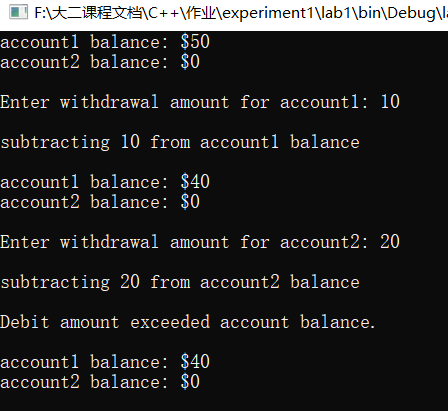 F:\大二课程文档\C++\作业\experiment1\lab1\bin\Debug\
account1 balance: $50
account2 balance: $0
Enter withdrawal amount for account1: 10
subtracting 10 from account1 balance
account1 balance: $40
account2 balance: $0
Enter withdrawal amount for account2: 20
subtracting 20 from account2 balance
Debit amount exceeded account balance.
account1 balance: $40
account2 balance: $0